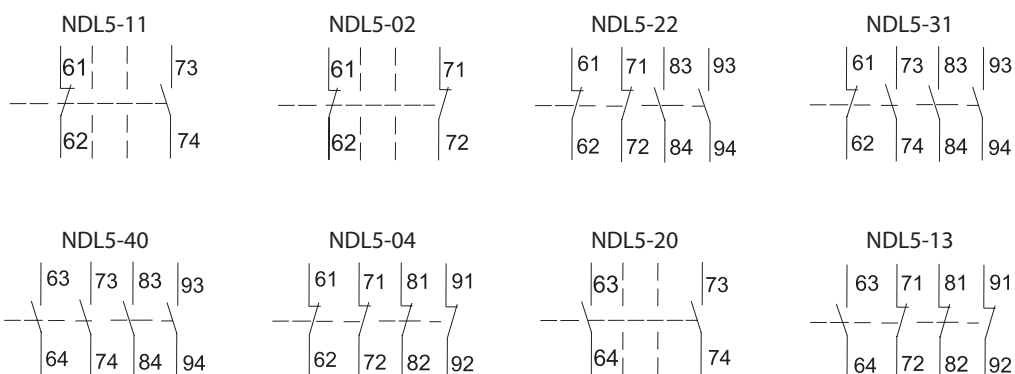 NDL5-11 NDL5-02 NDL5-22 NDL5-31
61 73 61 71 61 71 83 93 61 73 83 93
62 74 62 72 62 72 84 94 62 74 84 94
NDL5-40 NDL5-04 NDL5-20 NDL5-13
63 73 83 93 61 71 81 91 63 73 63 71 81 91
64 74 84 94 62 72 82 92 64 74 64 72 82 92